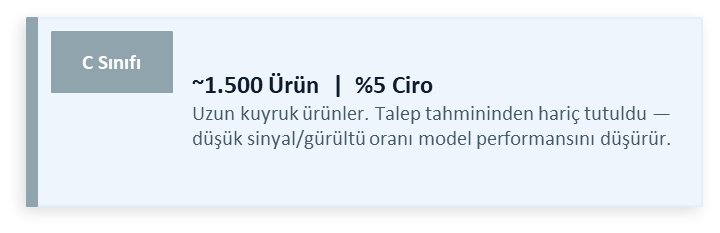 C Sınıfı
~1.500 Ürün | %5 Ciro
Uzun kuyruk ürünler. Talep tahmininden hariç tutuldu —
düşük sinyal/gürültü oranı model performansını düşürür.